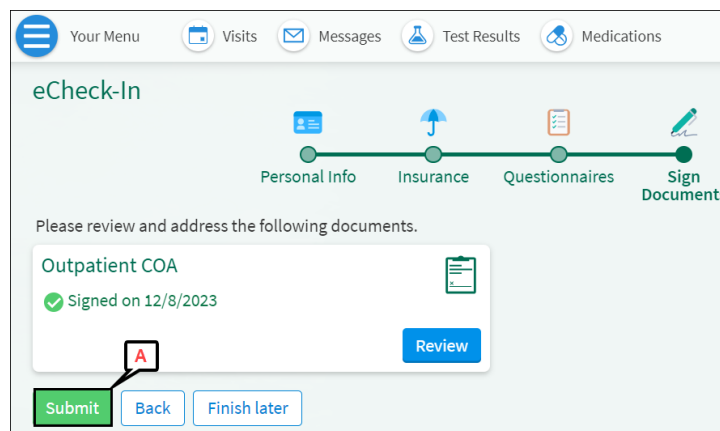 Your Menu Visits Messages Test Results Medications
eCheck-In
Personal Info Insurance Questionnaires Sign
Document
Please review and address the following documents.
Outpatient COA
Signed on 12/8/2023
Review
A
Submit Back Finish later